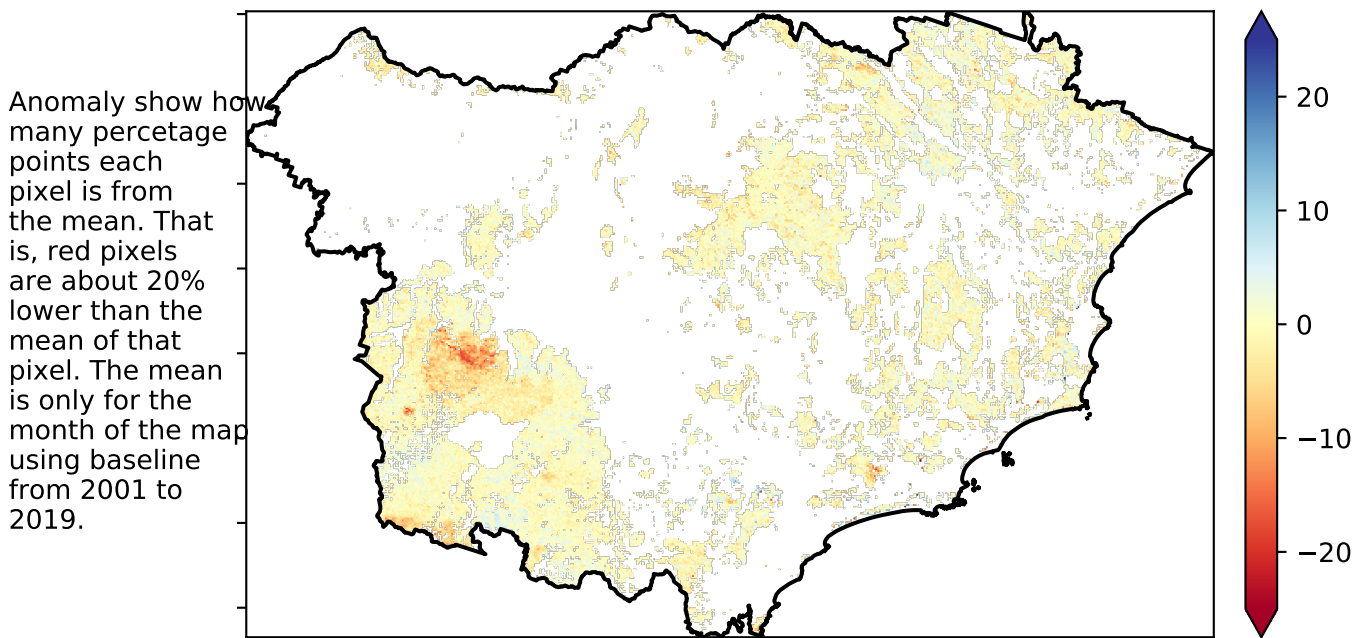 Anomaly show how
many percetage
points each
pixel is from
the mean. That
is, red pixels
are about 20%
lower than the
mean of that
pixel. The mean
is only for the
month of the map
using baseline
from 2001 to
2019.
20
10
0
−10
−20